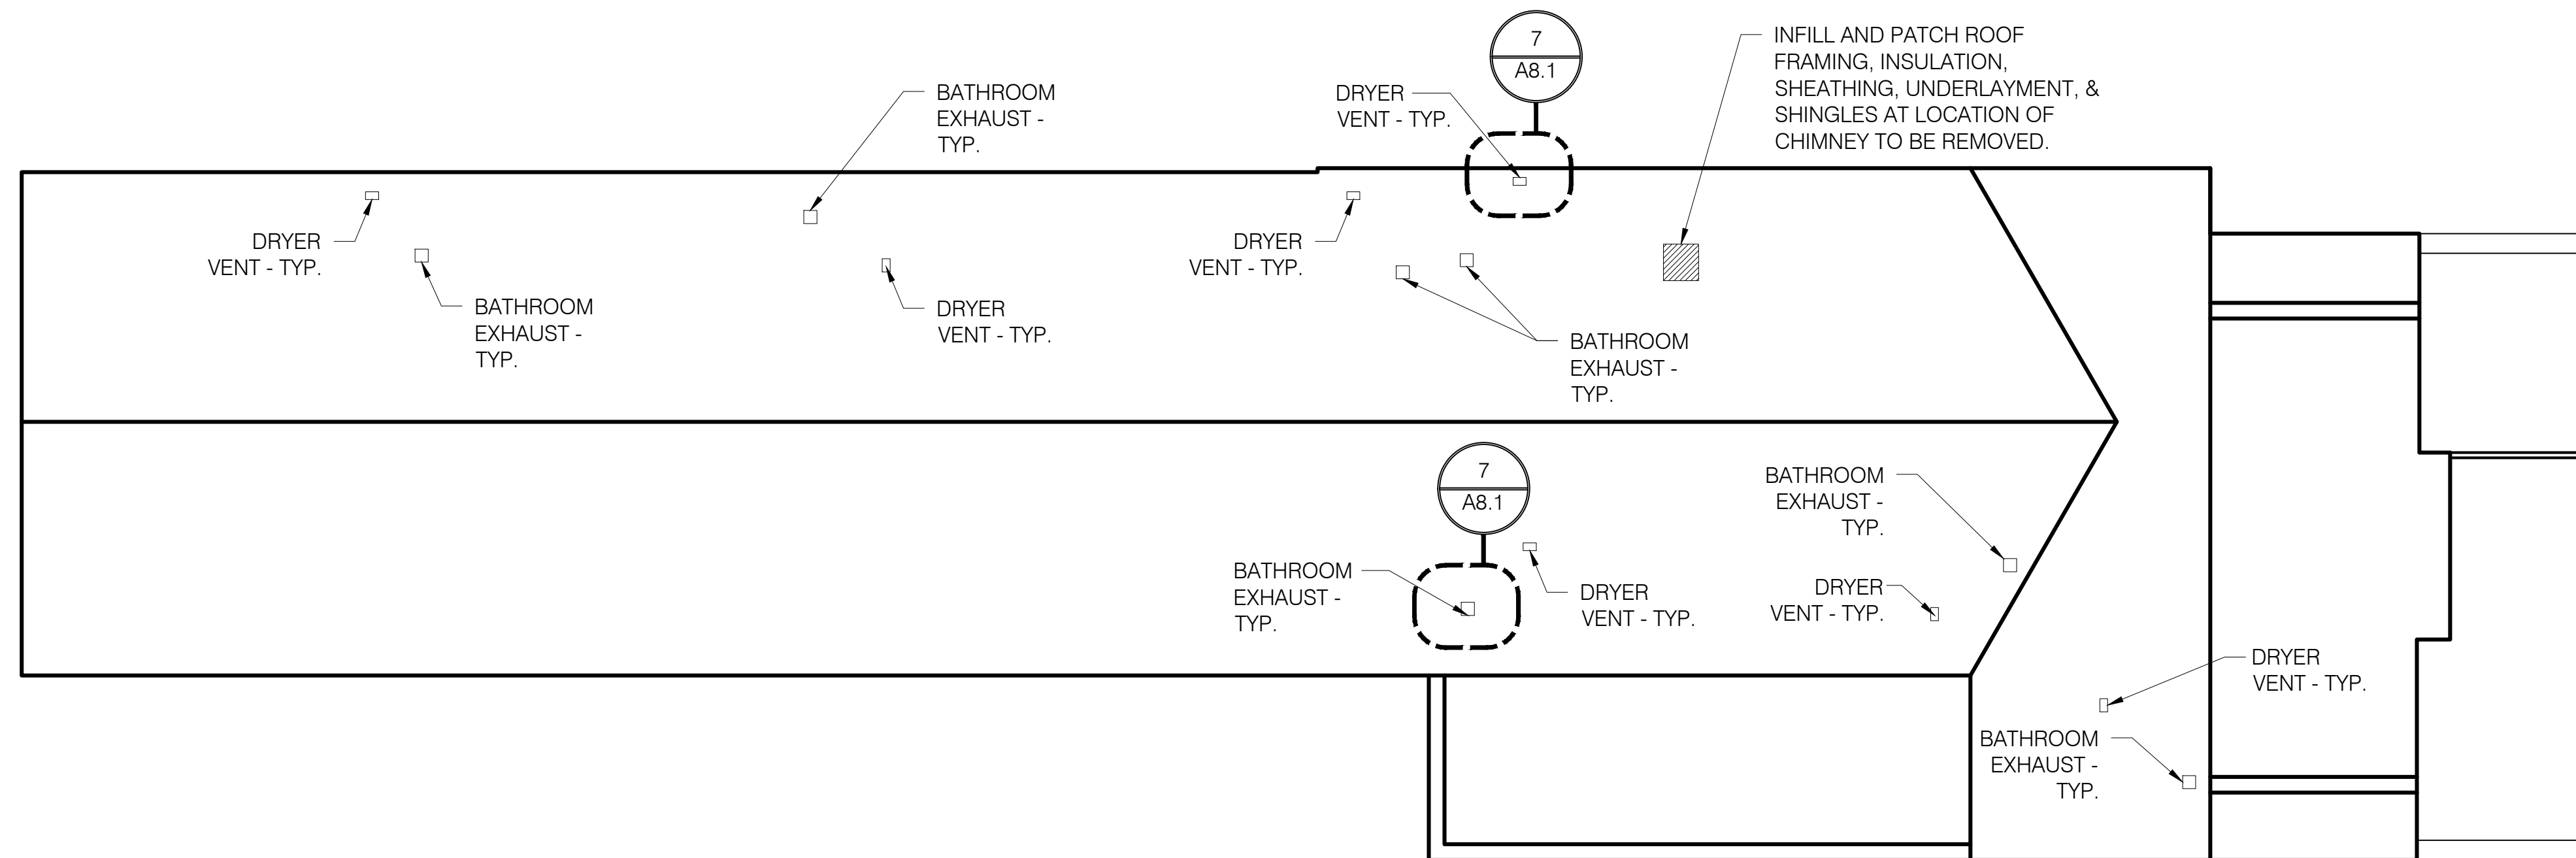 7
A8.1
INFILL AND PATCH ROOF
FRAMING, INSULATION,
SHEATHING, UNDERLAYMENT, &
SHINGLES AT LOCATION OF
CHIMNEY TO BE REMOVED.
BATHROOM
EXHAUST -
TYP.
DRYER
VENT - TYP.
DRYER
VENT - TYP.
BATHROOM
EXHAUST -
TYP.
DRYER
VENT - TYP.
DRYER
VENT - TYP.
BATHROOM
EXHAUST -
TYP.
7
A8.1
BATHROOM
EXHAUST -
TYP.
BATHROOM
EXHAUST -
TYP.
DRYER
VENT - TYP.
DRYER
VENT - TYP.
DRYER
VENT - TYP.
BATHROOM
EXHAUST -
TYP.